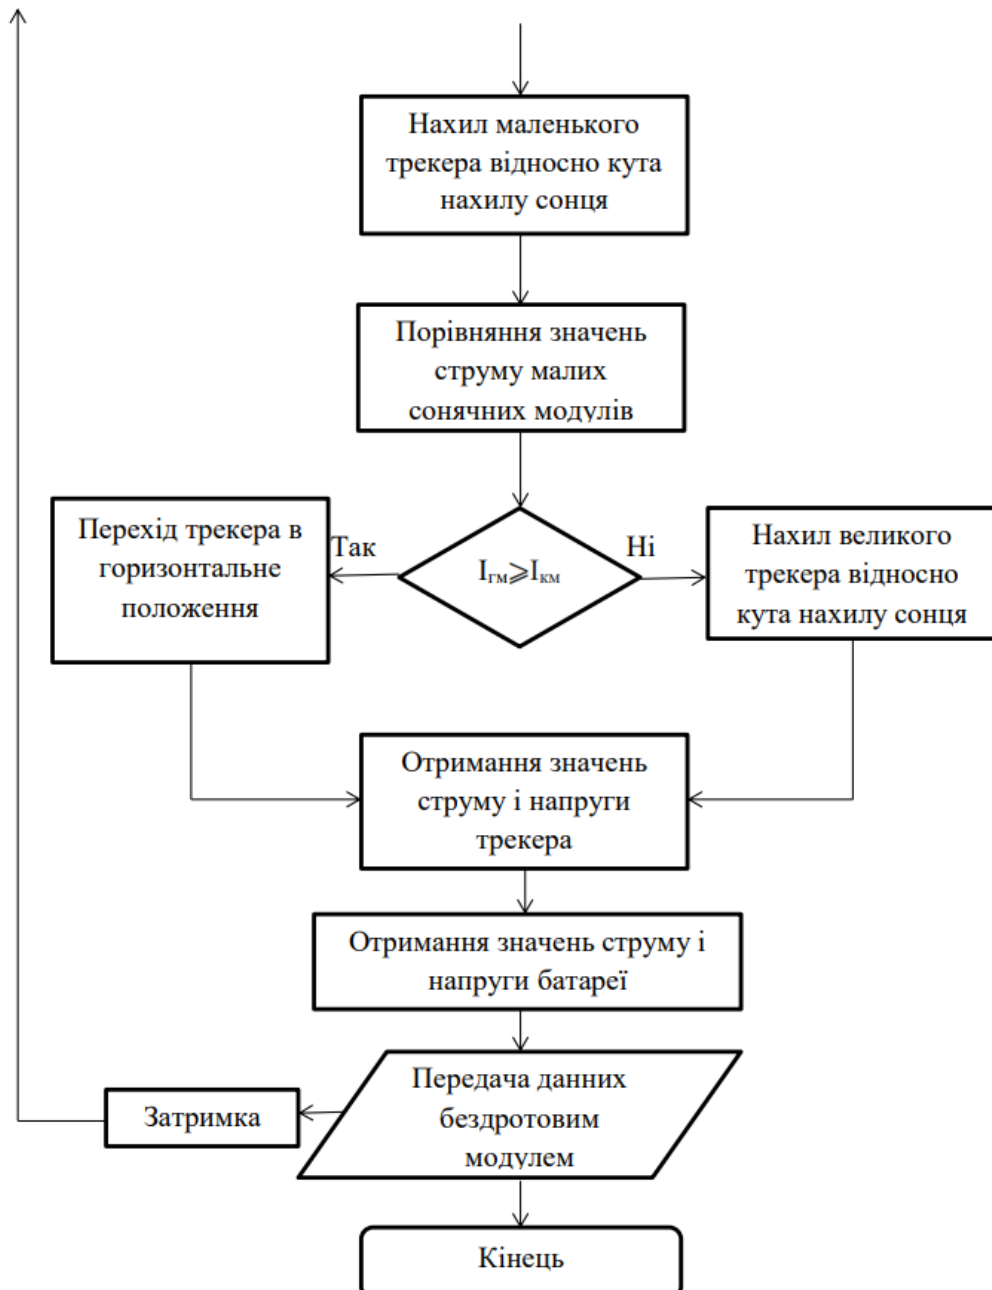 Нахил маленького
трекера відносно кута
нахилу сонця
Порівняння значень
струму малих
сонячних модулів
Перехід трекера в
горизонтальне
положення
Так
Iгм⩾Iкм
Ні
Нахил великого
трекера відносно
кута нахилу сонця
Отримання значень
струму і напруги
трекера
Отримання значень струму і
напруги батареї
Передача данних
бездротовим
модулем
Затримка
Кінець